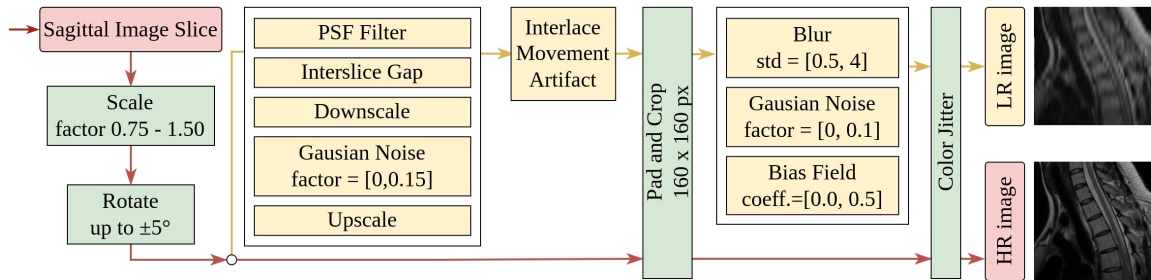 Sagittal Image Slice
Scale
factor 0.75 - 1.50
Rotate
up to ±5°
PSF Filter
Interslice Gap
Downscale
Gaussian Noise
factor = [0,0.15]
Upscale
Interlace
Movement
Artifact
Pad and Crop
160 x 160 px
Blur
std = [0.5, 4]
Gausian Noise
factor = [0, 0.1]
Bias Field
coeff.=[0.0, 0.5]
Color Jitter
LR image
HR image